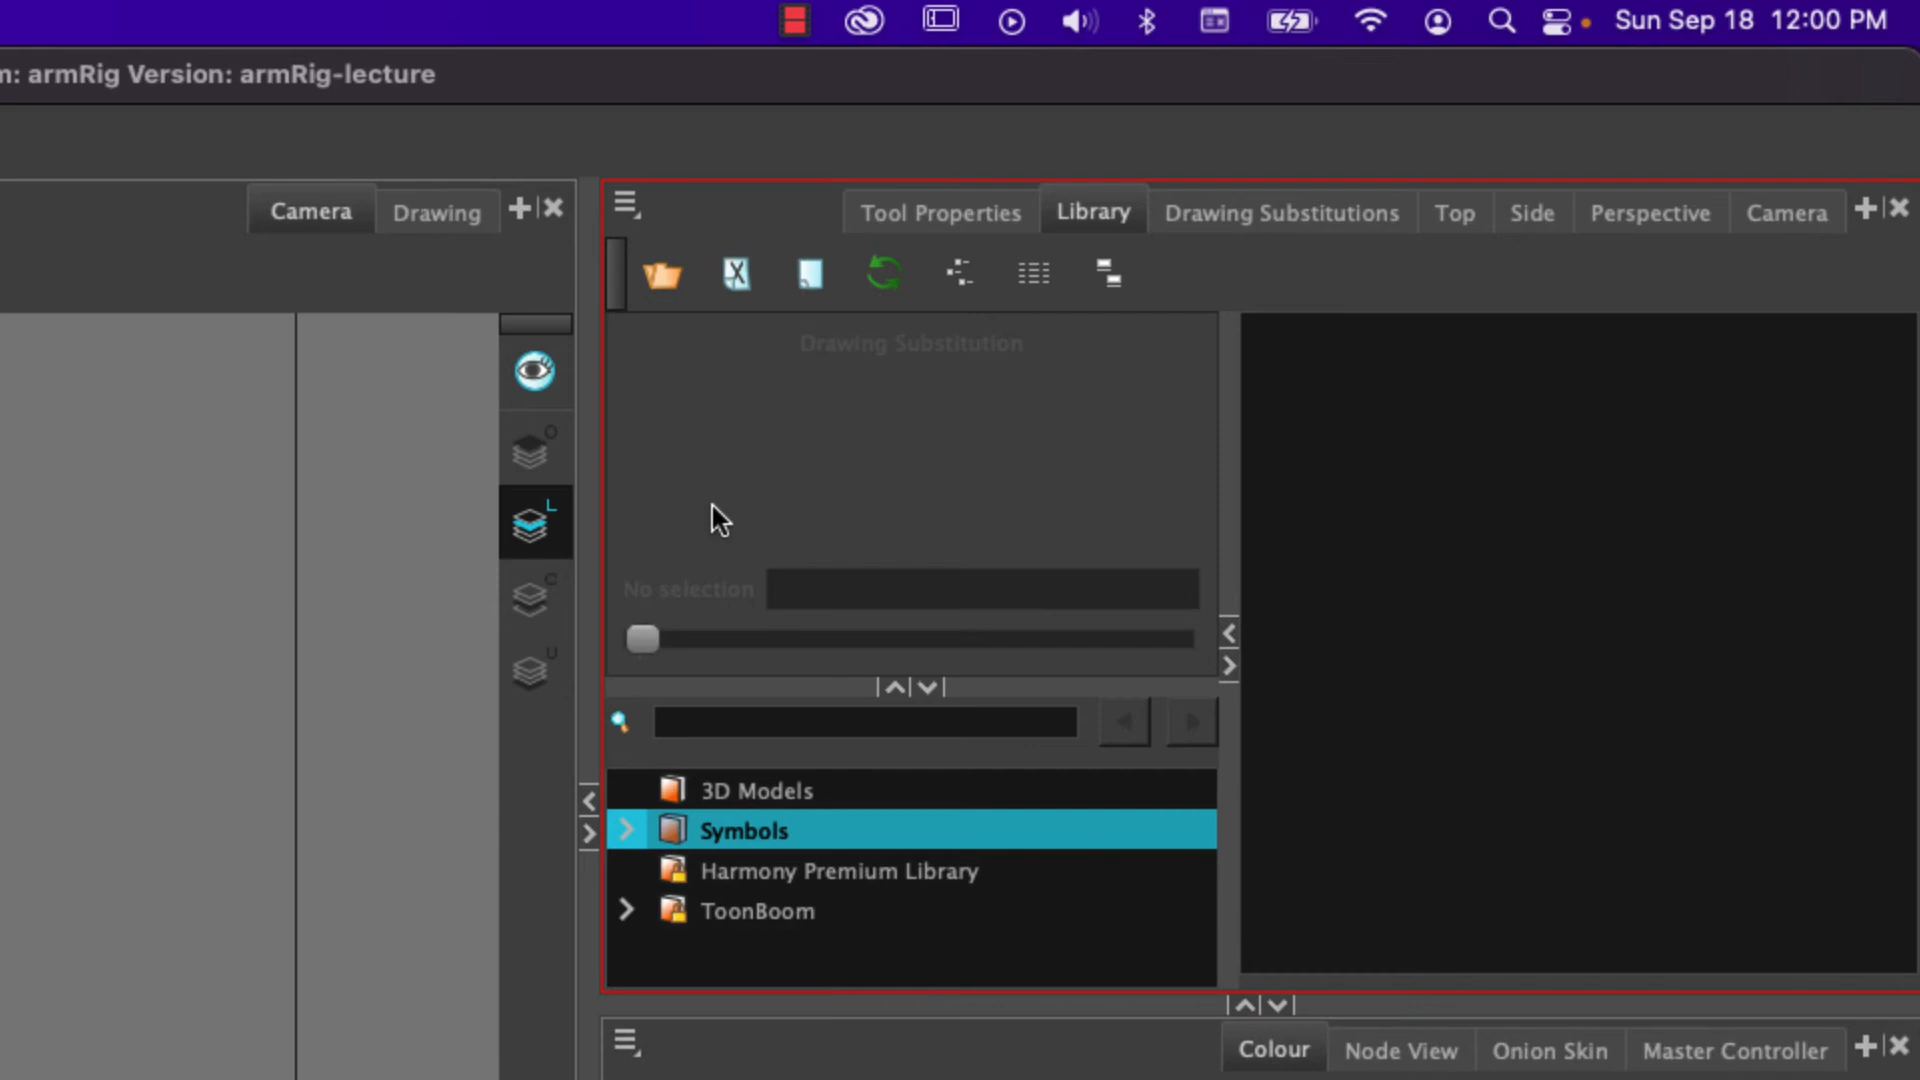 Sun Sep 18 12:00 PM
m: armRig Version: armRig-lecture
Camera Drawing
Tool Properties Library Drawing Substitutions Top Side Perspective Camera
Drawing Substitution
O
L
C
U
No selection
3D Models
Symbols
Harmony Premium Library
ToonBoom
Colour Node View Onion Skin Master Controller